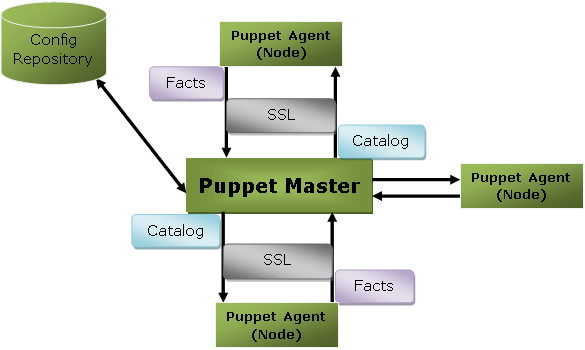 Config
Repository
Puppet Agent
(Node)
Facts
SSL
Catalog
Puppet Master
Puppet Agent
(Node)
Catalog
SSL
Facts
Puppet Agent
(Node)